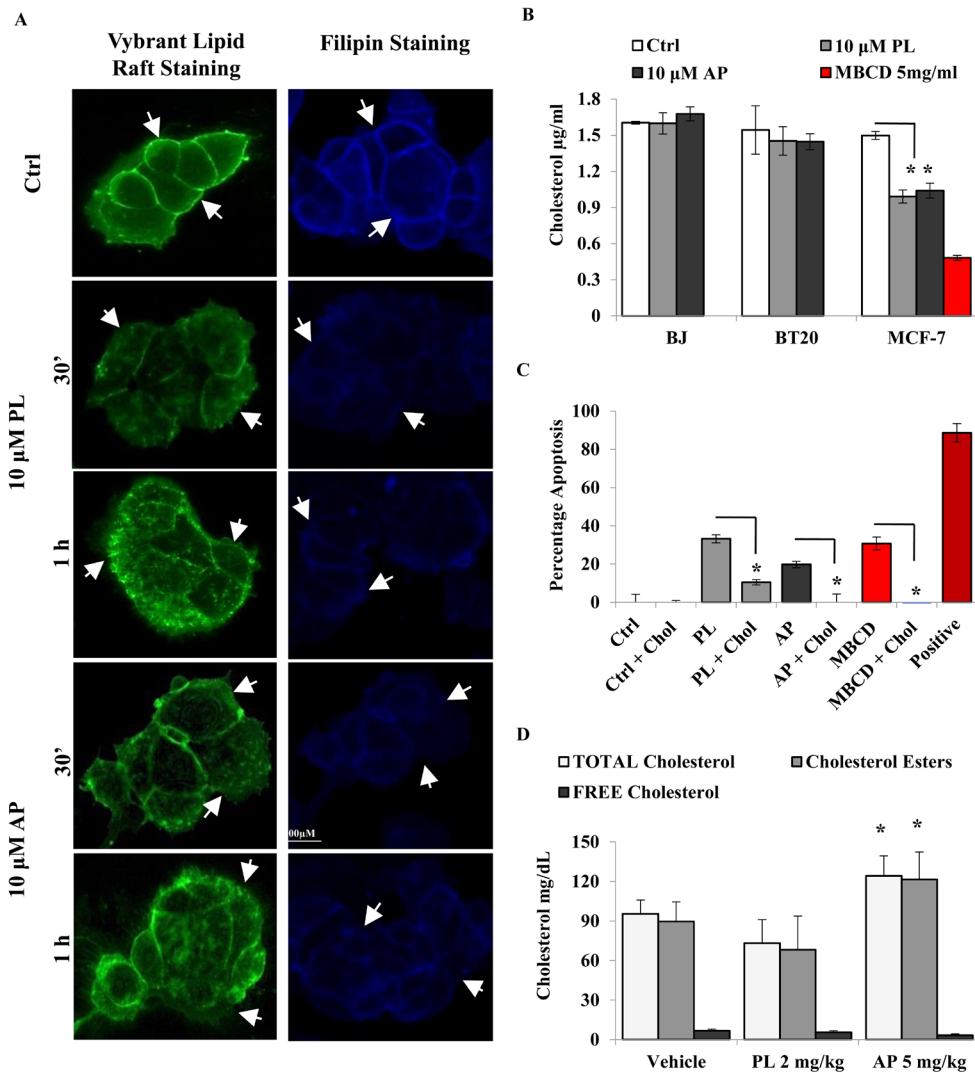 A
Vybrant Lipid
Raft Staining
Filipin Staining
Ctrl
10 µM PL
30’
1 h
10 µM AP
30’
1 h
00µM
B
Ctrl
10 µM PL
10 µM AP
MBCD 5mg/ml
Cholesterol µg/ml
1.8
1.5
1.2
0.9
0.6
0.3
0
* *
BJ
BT20
MCF-7
C
Percentage Apoptosis
100
80
60
40
20
0
*
*
*
Ctrl
Ctrl + Chol
PL
PL + Chol
AP
AP + Chol
MBCD
MBCD + Chol
Positive
D
TOTAL Cholesterol
Cholesterol Esters
FREE Cholesterol
Cholesterol mg/dL
150
120
90
60
30
0
* *
Vehicle
PL 2 mg/kg
AP 5 mg/kg